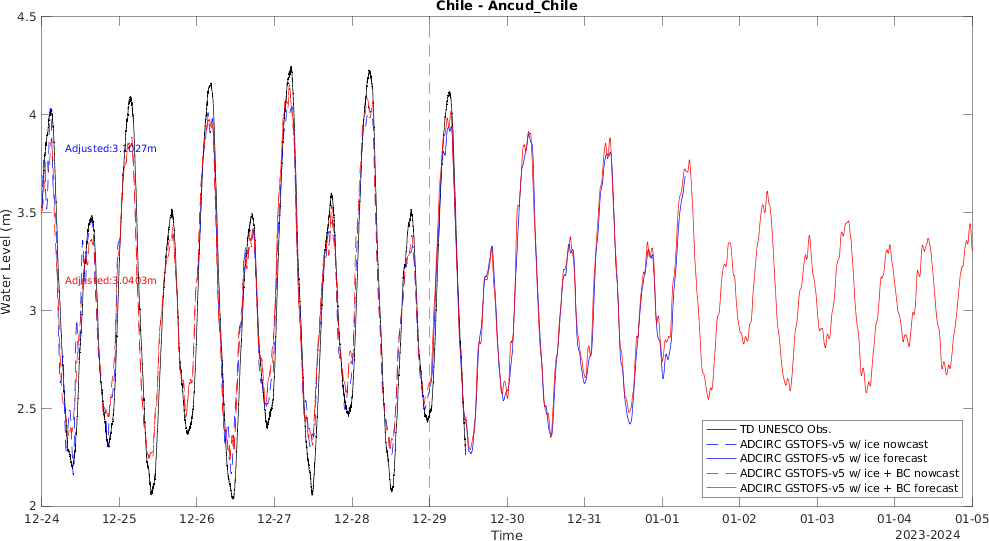 Chile - Ancud_Chile
4.5
4
3.5
3
2.5
2
Water Level (m)
Adjusted:3.1027m
Adjusted:3.0403m
TD UNESCO Obs.
ADCIRC GSTOFS-v5 w/ ice nowcast
ADCIRC GSTOFS-v5 w/ ice forecast
ADCIRC GSTOFS-v5 w/ ice + BC nowcast
ADCIRC GSTOFS-v5 w/ ice + BC forecast
12-24 12-25 12-26 12-27 12-28 12-29 12-30 12-31 01-01 01-02 01-03 01-04 01-05
Time
2023-2024